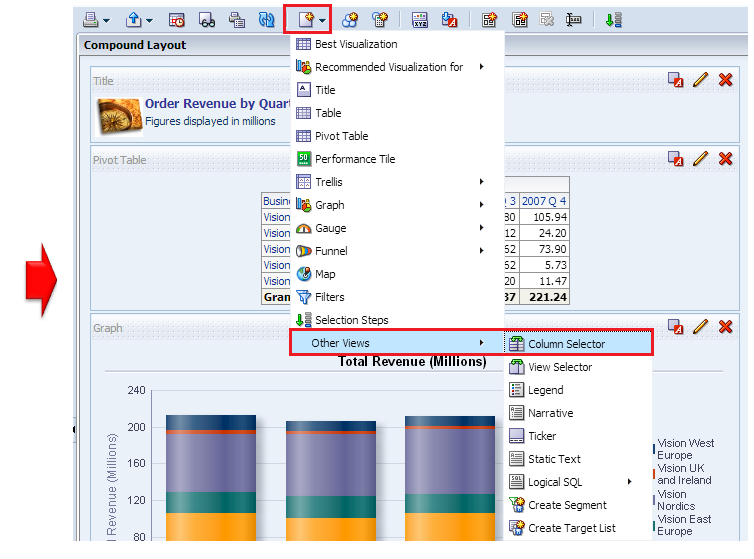 Compound Layout
Title
Order Revenue by Quart
Figures displayed in millions
Pivot Table
Busin
3 2007 Q 4
Vision
80 105.94
Vision
12 24.20
Vision
62 73.90
Vision
62 5.73
Vision
20 11.47
Gran
37 221.24
Best Visualization
Recommended Visualization for
Title
Table
Pivot Table
Performance Tile
Trellis
Graph
Gauge
Funnel
Map
Filters
Selection Steps
Other Views
Column Selector
View Selector
Legend
Narrative
Ticker
Static Text
Logical SQL
Create Segment
Create Target List
Graph
Total Revenue (Millions)
Revenue (Millions)
240
200
160
120
80
Vision West
Europe
Vision UK
and Ireland
Vision
Nordics
Vision East
Europe